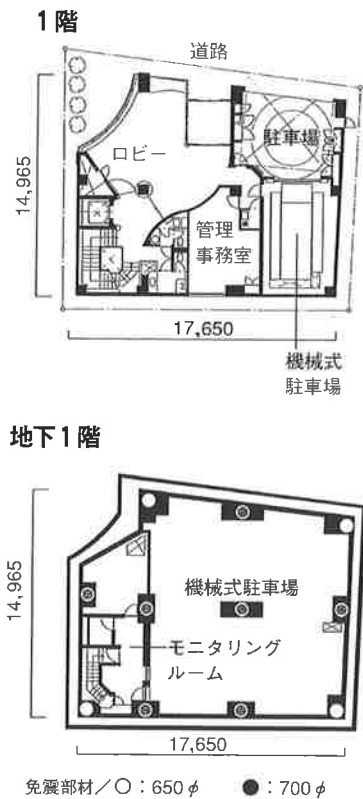 1階
道路
ロビー
駐車場
14,965
管理
事務室
17,650
機械式
駐車場
地下1階
14,965
機械式駐車場
モニタリング
ルーム
17,650
免震部材／○：650φ ●：700φ